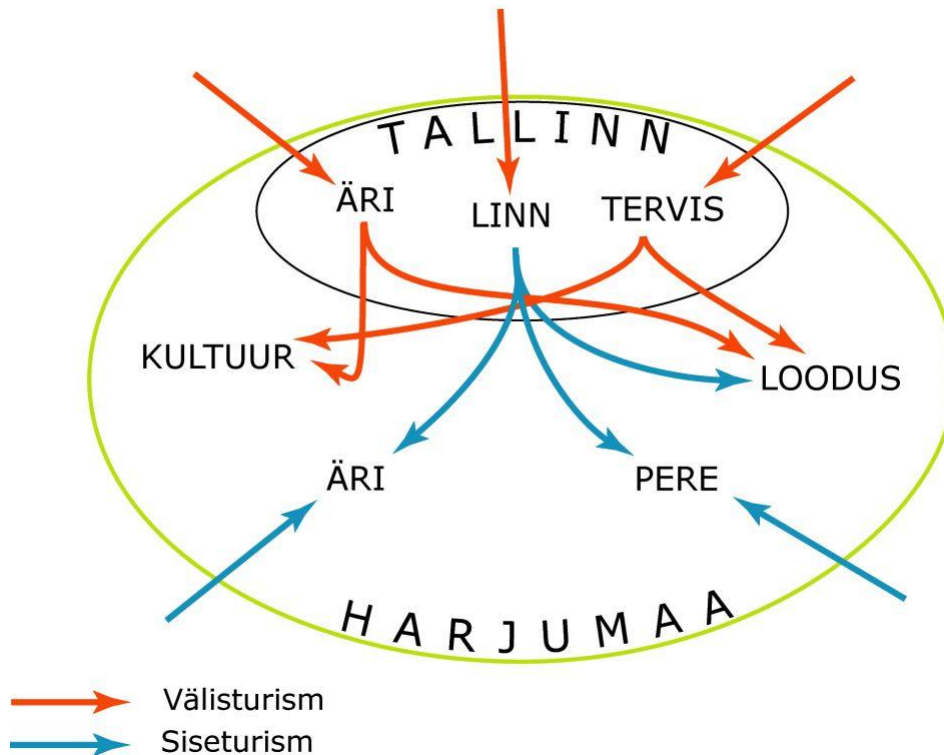 TALLINN
ÄRI
LINN
TERVIS
KULTUUR
LOODUS
ÄRI
PERE
HARJUMAA
Välisturism
Siseturism